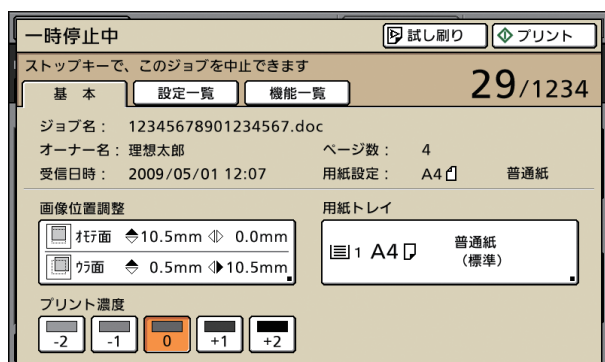 一時停止中 試し刷り プリント
ストップキーで、このジョブを中止できます
29/1234
基 本 設定一覧 機能一覧
ジョブ名： 12345678901234567.doc
オーナー名： 理想太郎 ページ数： 4
受信日時： 2009/05/01 12:07 用紙設定： A4 普通紙
画像位置調整 用紙トレイ
ｵﾓﾃ面 10.5mm 0.0mm
ｳﾗ面 0.5mm 10.5mm
1 A4 普通紙
（標準）
プリント濃度
-2 -1 0 +1 +2